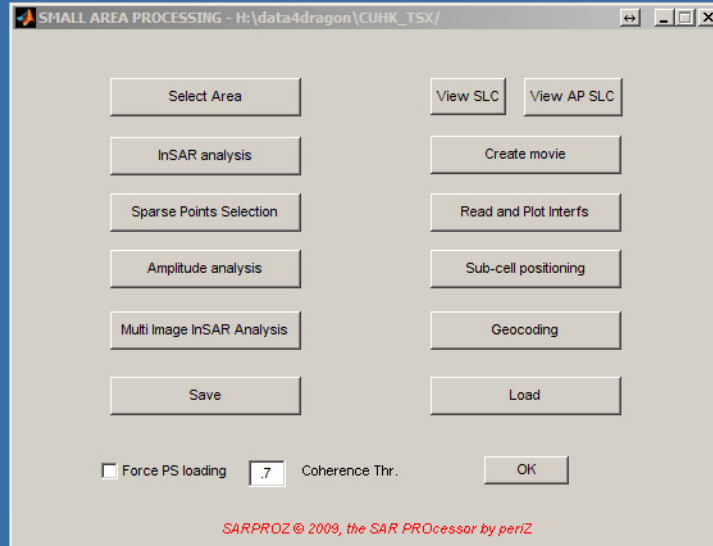 SMALL AREA PROCESSING - H:\data4dragon\CUHK_TSX/
Select Area
View SLC
View AP SLC
InSAR analysis
Create movie
Sparse Points Selection
Read and Plot Interfs
Amplitude analysis
Sub-cell positioning
Multi Image InSAR Analysis
Geocoding
Save
Load
Force PS loading
.7
Coherence Thr.
OK
SARPROZ © 2009, the SAR PROcessor by periZ